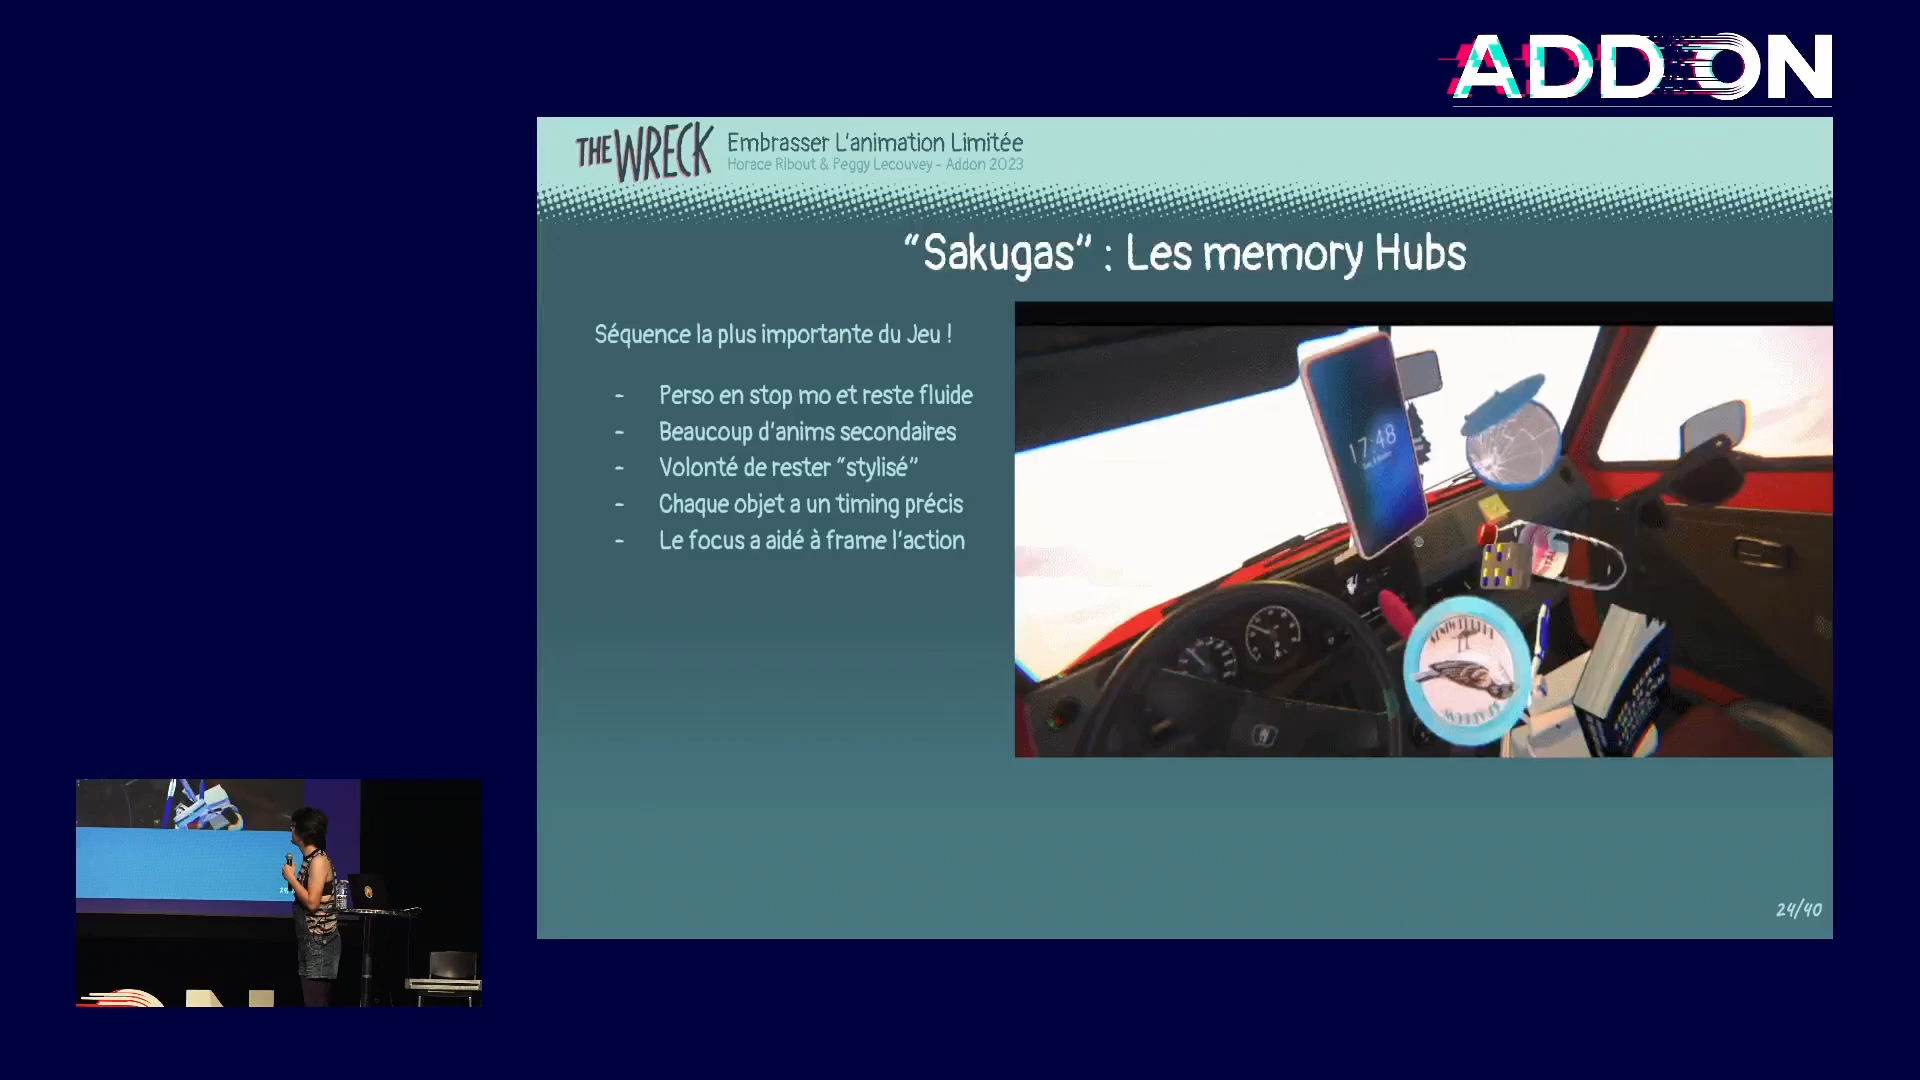 ADD ON
THE WRECK
Embrasser L'animation Limitée
Horace Ribout & Peggy Lecouvey - Addon 2023
"Sakugas" : Les memory Hubs
Séquence la plus importante du Jeu !
- Perso en stop mo et reste fluide
- Beaucoup d'anims secondaires
- Volonté de rester "stylisé"
- Chaque objet a un timing précis
- Le focus a aidé à frame l'action
17:48
24/40